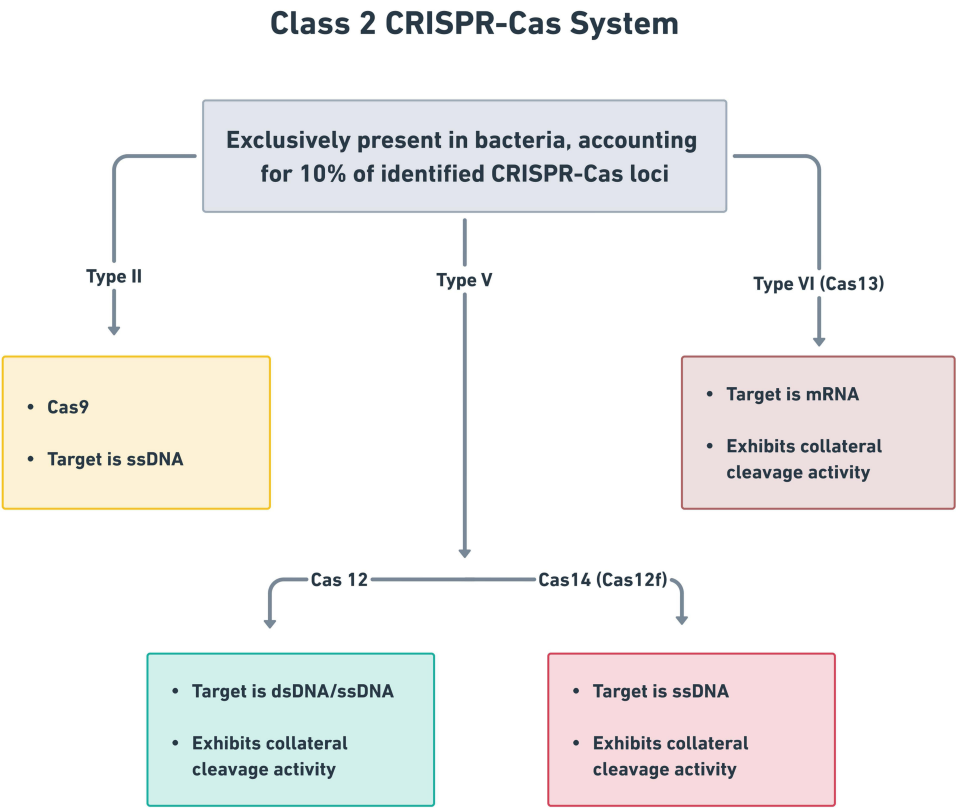 Class 2 CRISPR-Cas System
Exclusively present in bacteria, accounting
for 10% of identified CRISPR-Cas loci
Type II
Type V
Type VI (Cas13)
• Cas9
• Target is ssDNA
• Target is mRNA
• Exhibits collateral
cleavage activity
Cas 12
Cas14 (Cas12f)
• Target is dsDNA/ssDNA
• Exhibits collateral
cleavage activity
• Target is ssDNA
• Exhibits collateral
cleavage activity